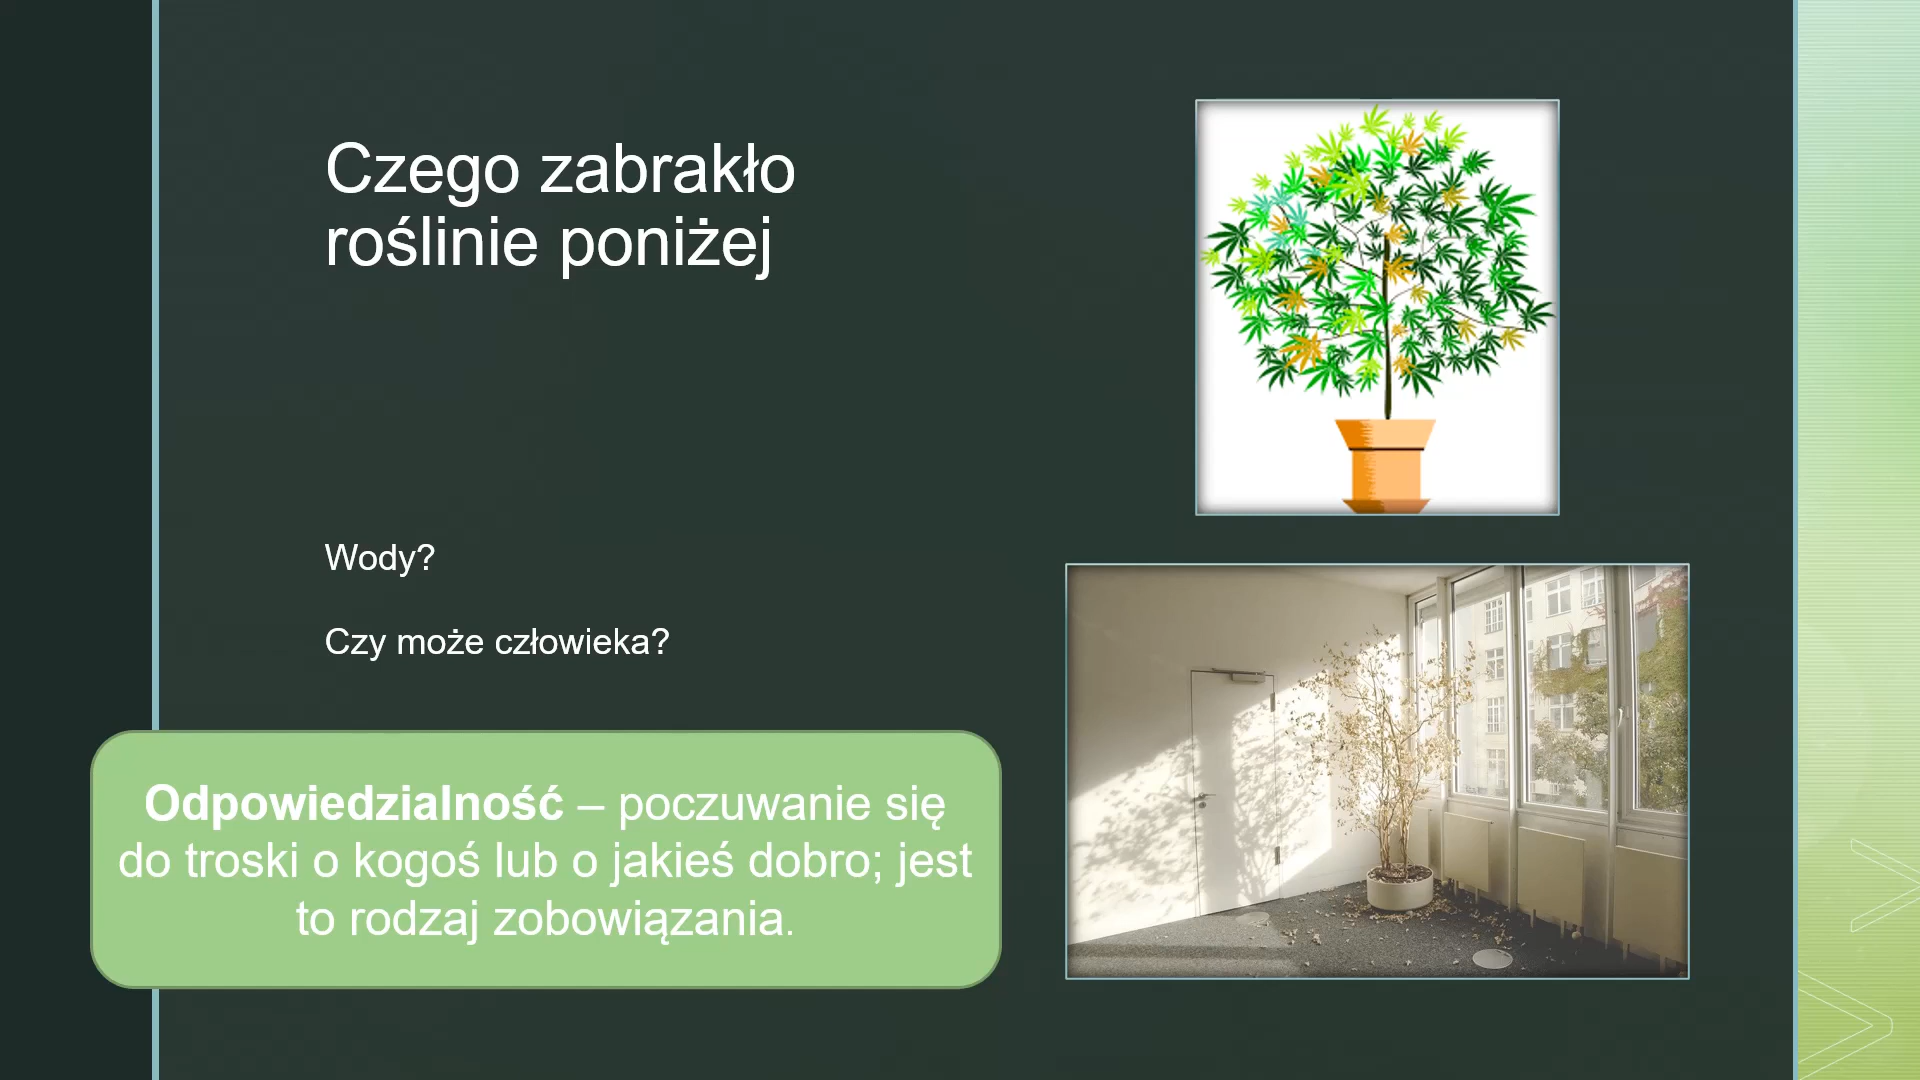 Czego zabrakło
roślinie poniżej
Wody?
Czy może człowieka?
Odpowiedzialność – poczuwanie się
do troski o kogoś lub o jakieś dobro; jest
to rodzaj zobowiązania.